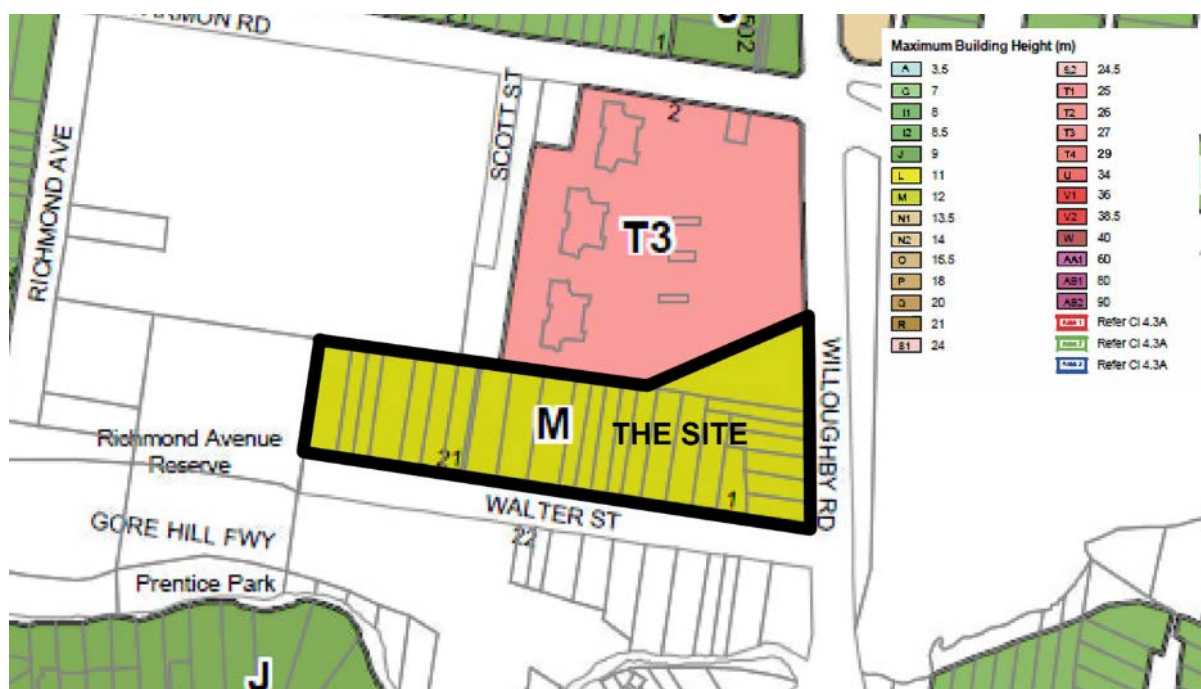 HARMON RD
1
502
2
SCOTT ST
RICHMOND AVE
T3
M
THE SITE
21
1
WILLOUGHBY RD
Richmond Avenue
Reserve
WALTER ST
22
GORE HILL FWY
Prentice Park
J
Maximum Building Height (m)
A 3.5
G 7
I1 8
I2 8.5
J 9
L 11
M 12
N1 13.5
N2 14
O 15.5
P 18
Q 20
R 21
S1 24
S2 24.5
T1 25
T2 26
T3 27
T4 29
U 34
V1 36
V2 38.5
W 40
AA1 60
AB1 80
AB2 90
Refer Cl 4.3A
Refer Cl 4.3A
Refer Cl 4.3A